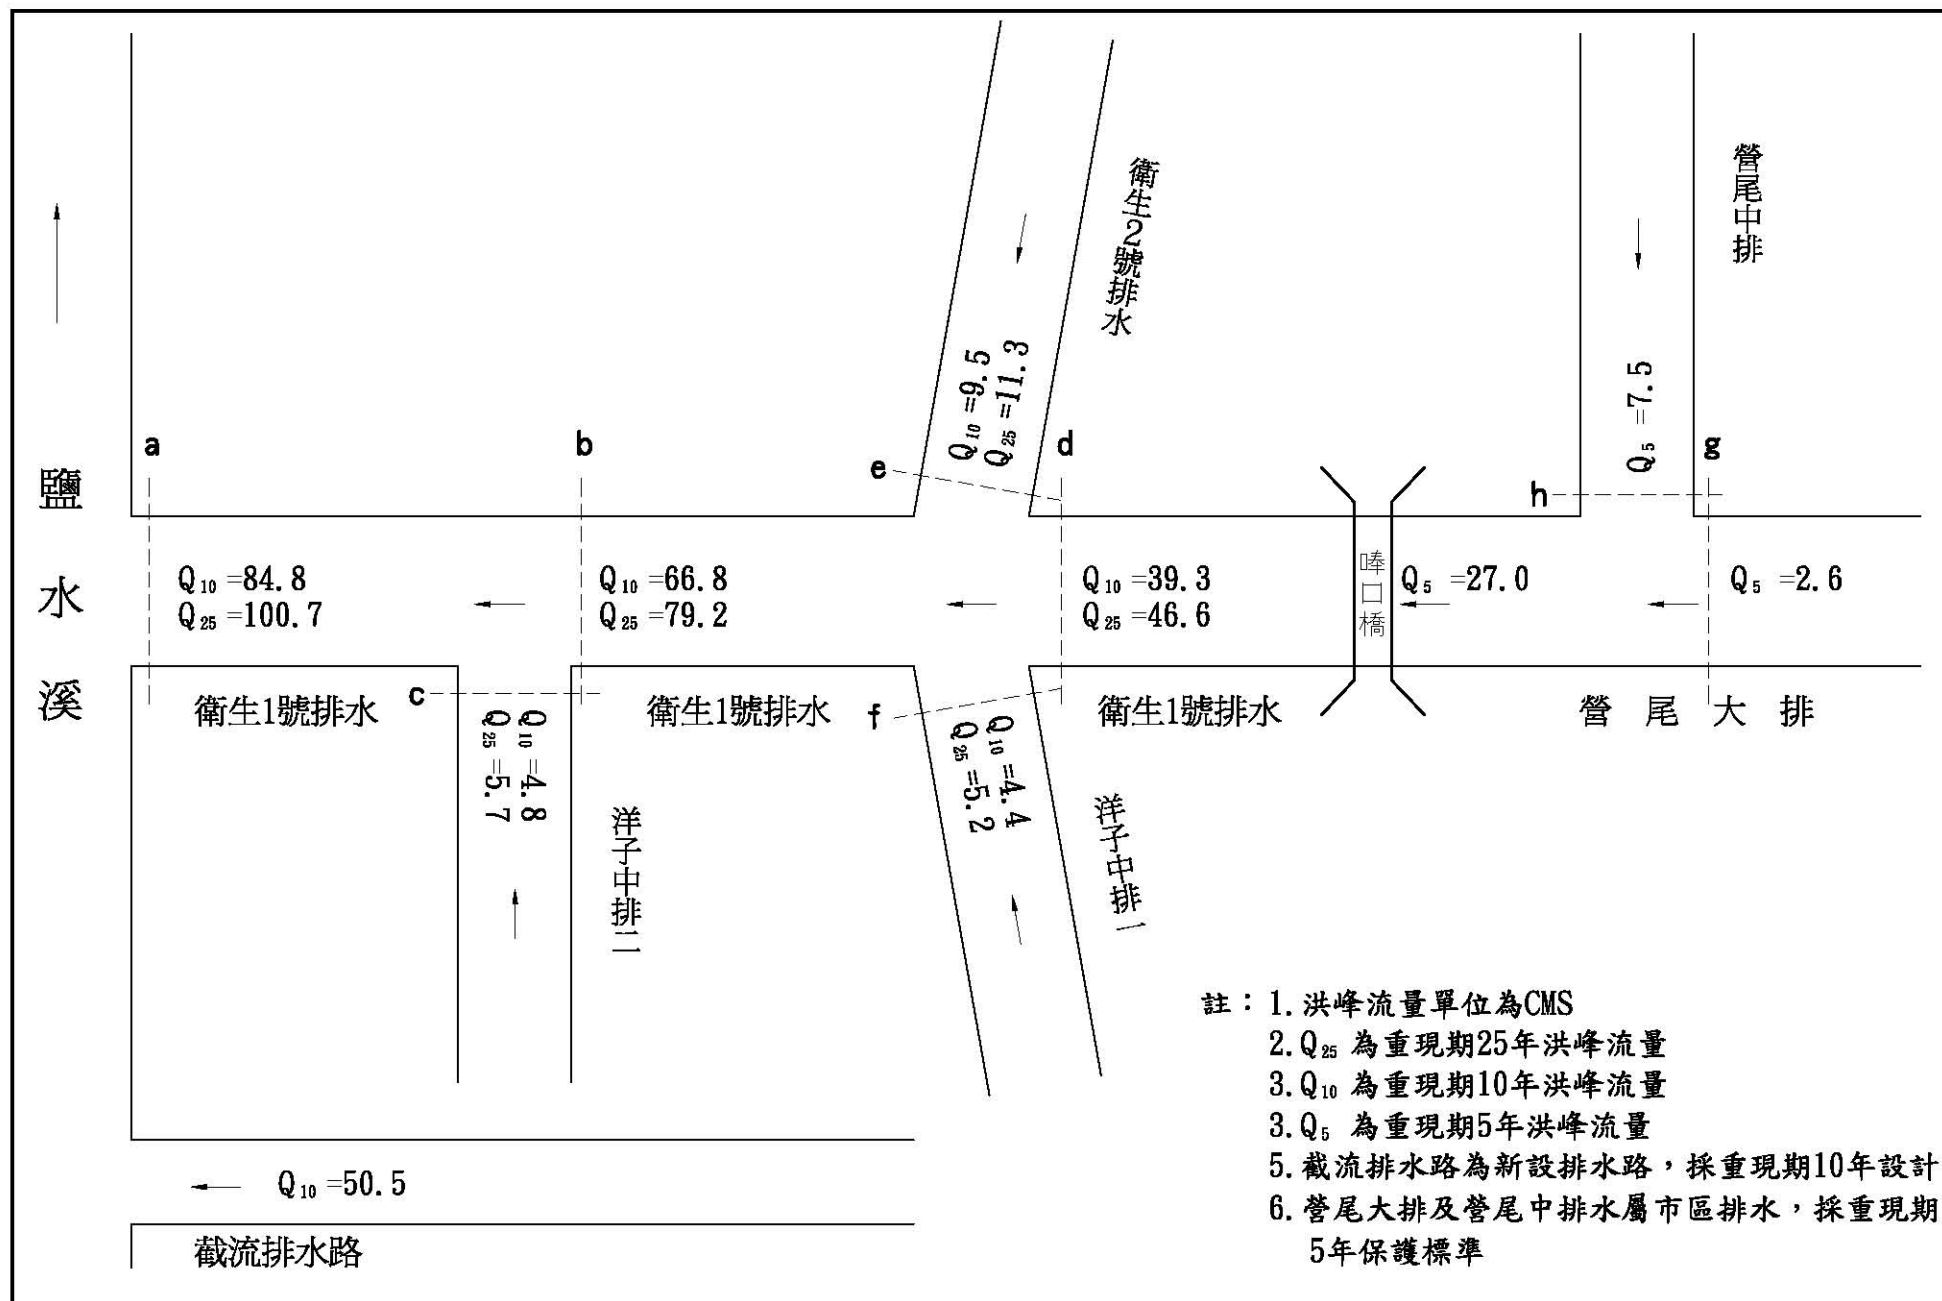 衛生2號排水
營尾中排
Q10 =9.5
Q25 =11.3
Q5 =7.5
a
b
e
d
h
g
鹽水溪
Q10 =84.8
Q25 =100.7
Q10 =66.8
Q25 =79.2
Q10 =39.3
Q25 =46.6
埲口橋
Q5 =27.0
Q5 =2.6
c
f
衛生1號排水
衛生1號排水
衛生1號排水
營尾大排
Q10 =4.8
Q25 =5.7
Q10 =4.4
Q25 =5.2
洋子中排二
洋子中排一
註：1.洪峰流量單位為CMS
2.Q25 為重現期25年洪峰流量
3.Q10 為重現期10年洪峰流量
3.Q5 為重現期5年洪峰流量
5.截流排水路為新設排水路，採重現期10年設計
6.營尾大排及營尾中排水屬市區排水，採重現期
5年保護標準
Q10 =50.5
截流排水路